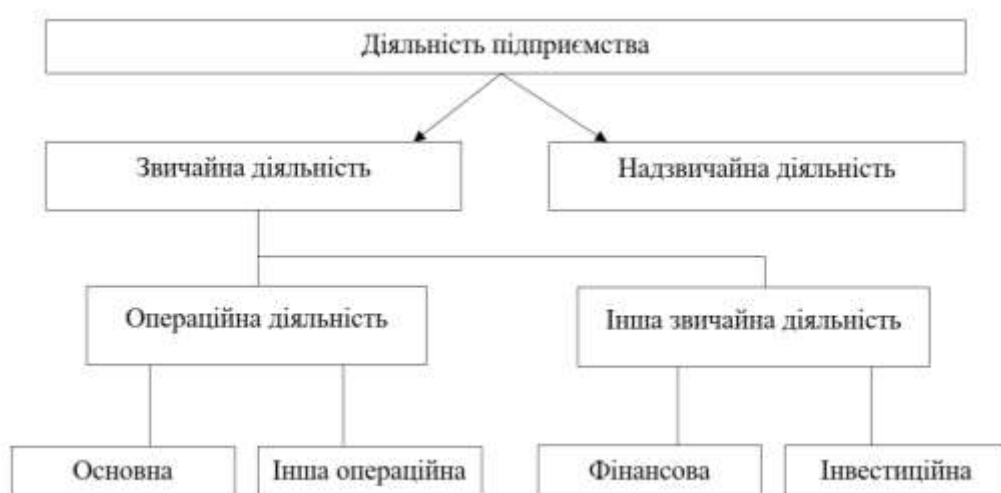 Діяльність підприємства
Звичайна діяльність
Надзвичайна діяльність
Операційна діяльність
Інша звичайна діяльність
Основна
Інша операційна
Фінансова
Інвестиційна